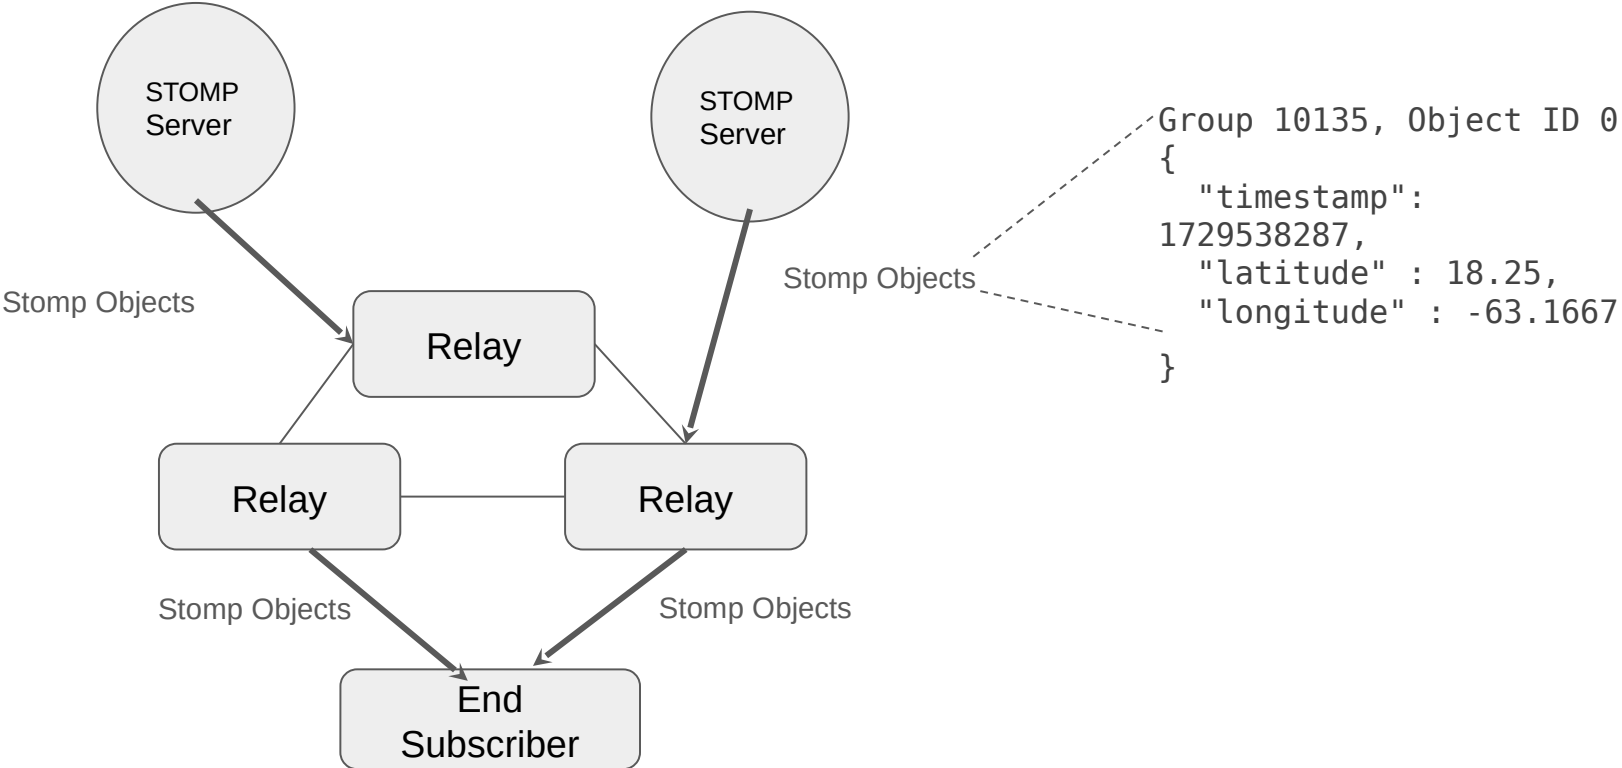 STOMP
Server
STOMP
Server
Group 10135, Object ID 0
{
"timestamp":
1729538287,
"latitude" : 18.25,
"longitude" : -63.1667
}
Stomp Objects
Stomp Objects
Relay
Relay
Relay
Stomp Objects
Stomp Objects
End
Subscriber